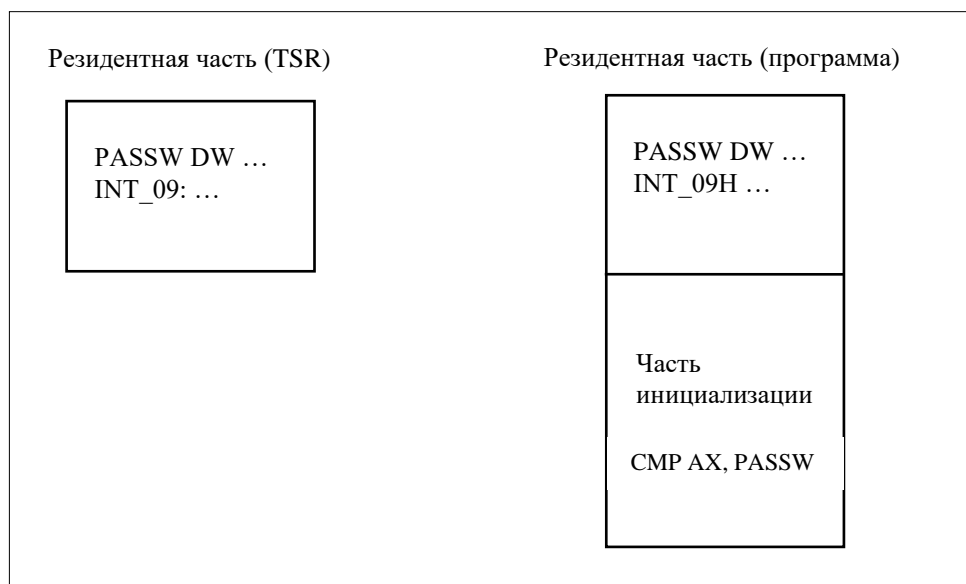 Резидентная часть (TSR)
Резидентная часть (программа)
PASSW DW …
INT_09: …
PASSW DW …
INT_09H …
Часть
инициализации
CMP AX, PASSW